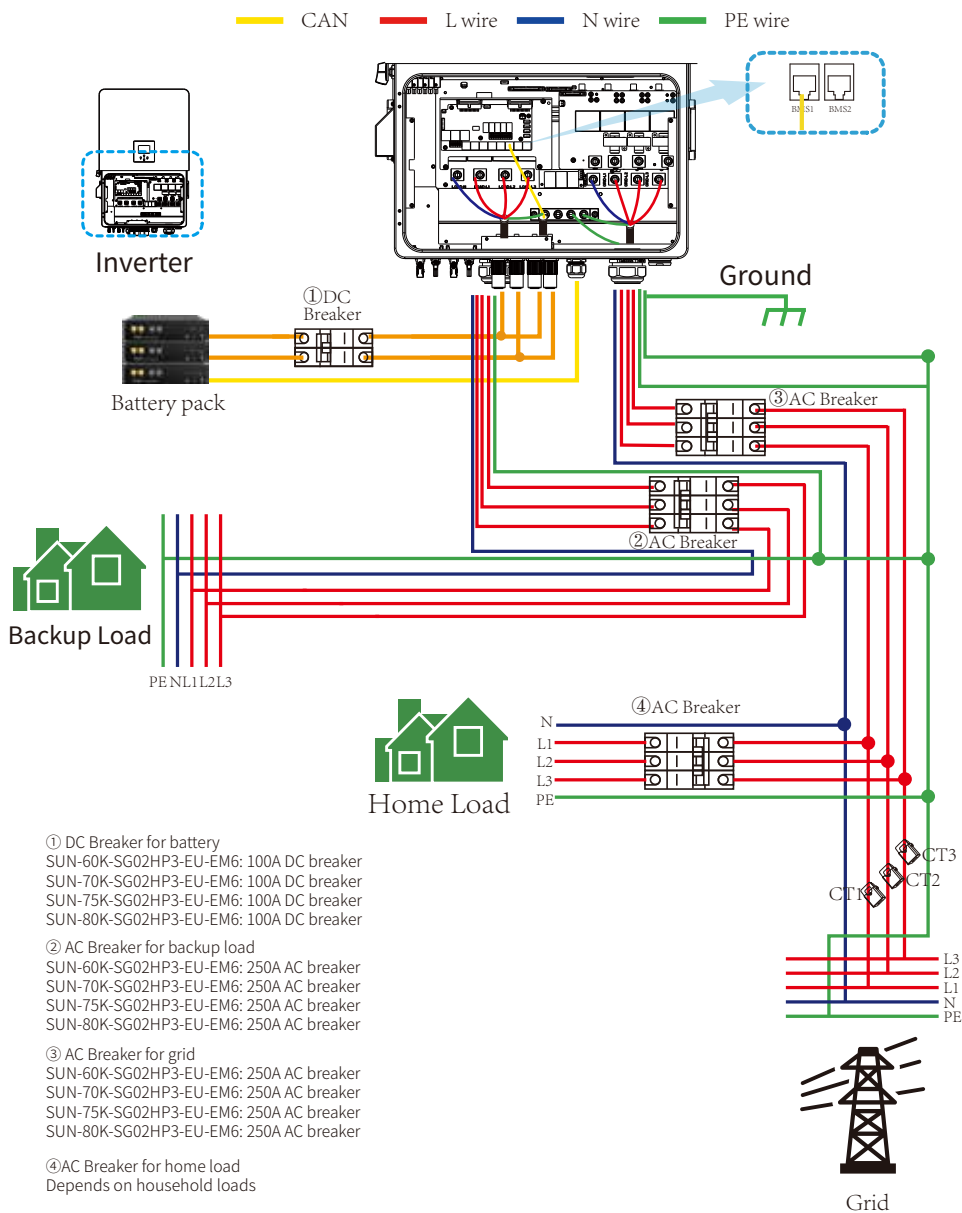 CAN L wire N wire PE wire
BMS1 BMS2
Inverter
Ground
①DC
Breaker
Battery pack
③AC Breaker
②AC Breaker
Backup Load
PE N L1 L2 L3
④AC Breaker
N
L1
L2
L3
PE
Home Load
① DC Breaker for battery
SUN-60K-SG02HP3-EU-EM6: 100A DC breaker
SUN-70K-SG02HP3-EU-EM6: 100A DC breaker
SUN-75K-SG02HP3-EU-EM6: 100A DC breaker
SUN-80K-SG02HP3-EU-EM6: 100A DC breaker
② AC Breaker for backup load
SUN-60K-SG02HP3-EU-EM6: 250A AC breaker
SUN-70K-SG02HP3-EU-EM6: 250A AC breaker
SUN-75K-SG02HP3-EU-EM6: 250A AC breaker
SUN-80K-SG02HP3-EU-EM6: 250A AC breaker
③ AC Breaker for grid
SUN-60K-SG02HP3-EU-EM6: 250A AC breaker
SUN-70K-SG02HP3-EU-EM6: 250A AC breaker
SUN-75K-SG02HP3-EU-EM6: 250A AC breaker
SUN-80K-SG02HP3-EU-EM6: 250A AC breaker
④AC Breaker for home load
Depends on household loads
CT3
CT2
CT1
L3
L2
L1
N
PE
Grid